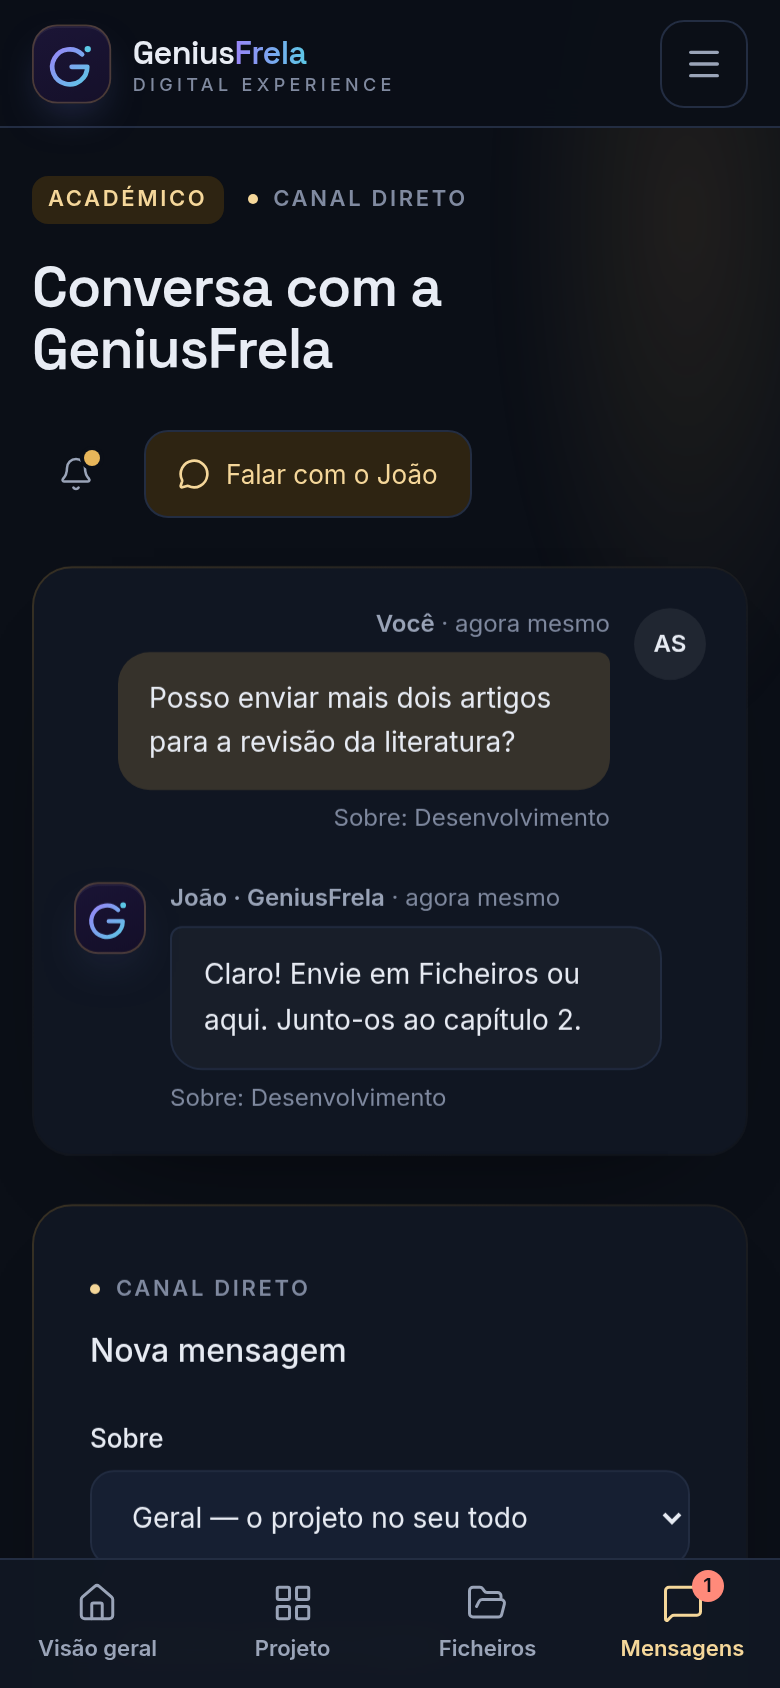 GeniusFrela
DIGITAL EXPERIENCE
ACADÉMICO
CANAL DIRETO
Conversa com a
GeniusFrela
Falar com o João
Você · agora mesmo
AS
Posso enviar mais dois artigos
para a revisão da literatura?
Sobre: Desenvolvimento
João · GeniusFrela · agora mesmo
Claro! Envie em Ficheiros ou
aqui. Junto-os ao capítulo 2.
Sobre: Desenvolvimento
CANAL DIRETO
Nova mensagem
Sobre
Geral — o projeto no seu todo
1
Visão geral
Projeto
Ficheiros
Mensagens